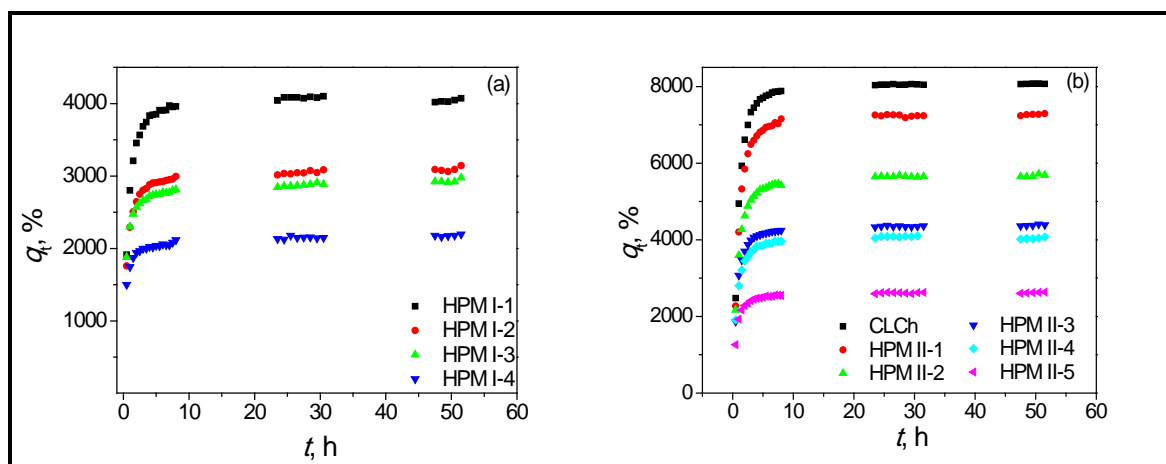 (a)
4000
3000
2000
1000
qt, %
HPM I-1
HPM I-2
HPM I-3
HPM I-4
0 10 20 30 40 50 60
t, h
(b)
8000
6000
4000
2000
0
qt, %
CLCh
HPM II-1
HPM II-2
HPM II-3
HPM II-4
HPM II-5
0 10 20 30 40 50 60
t, h